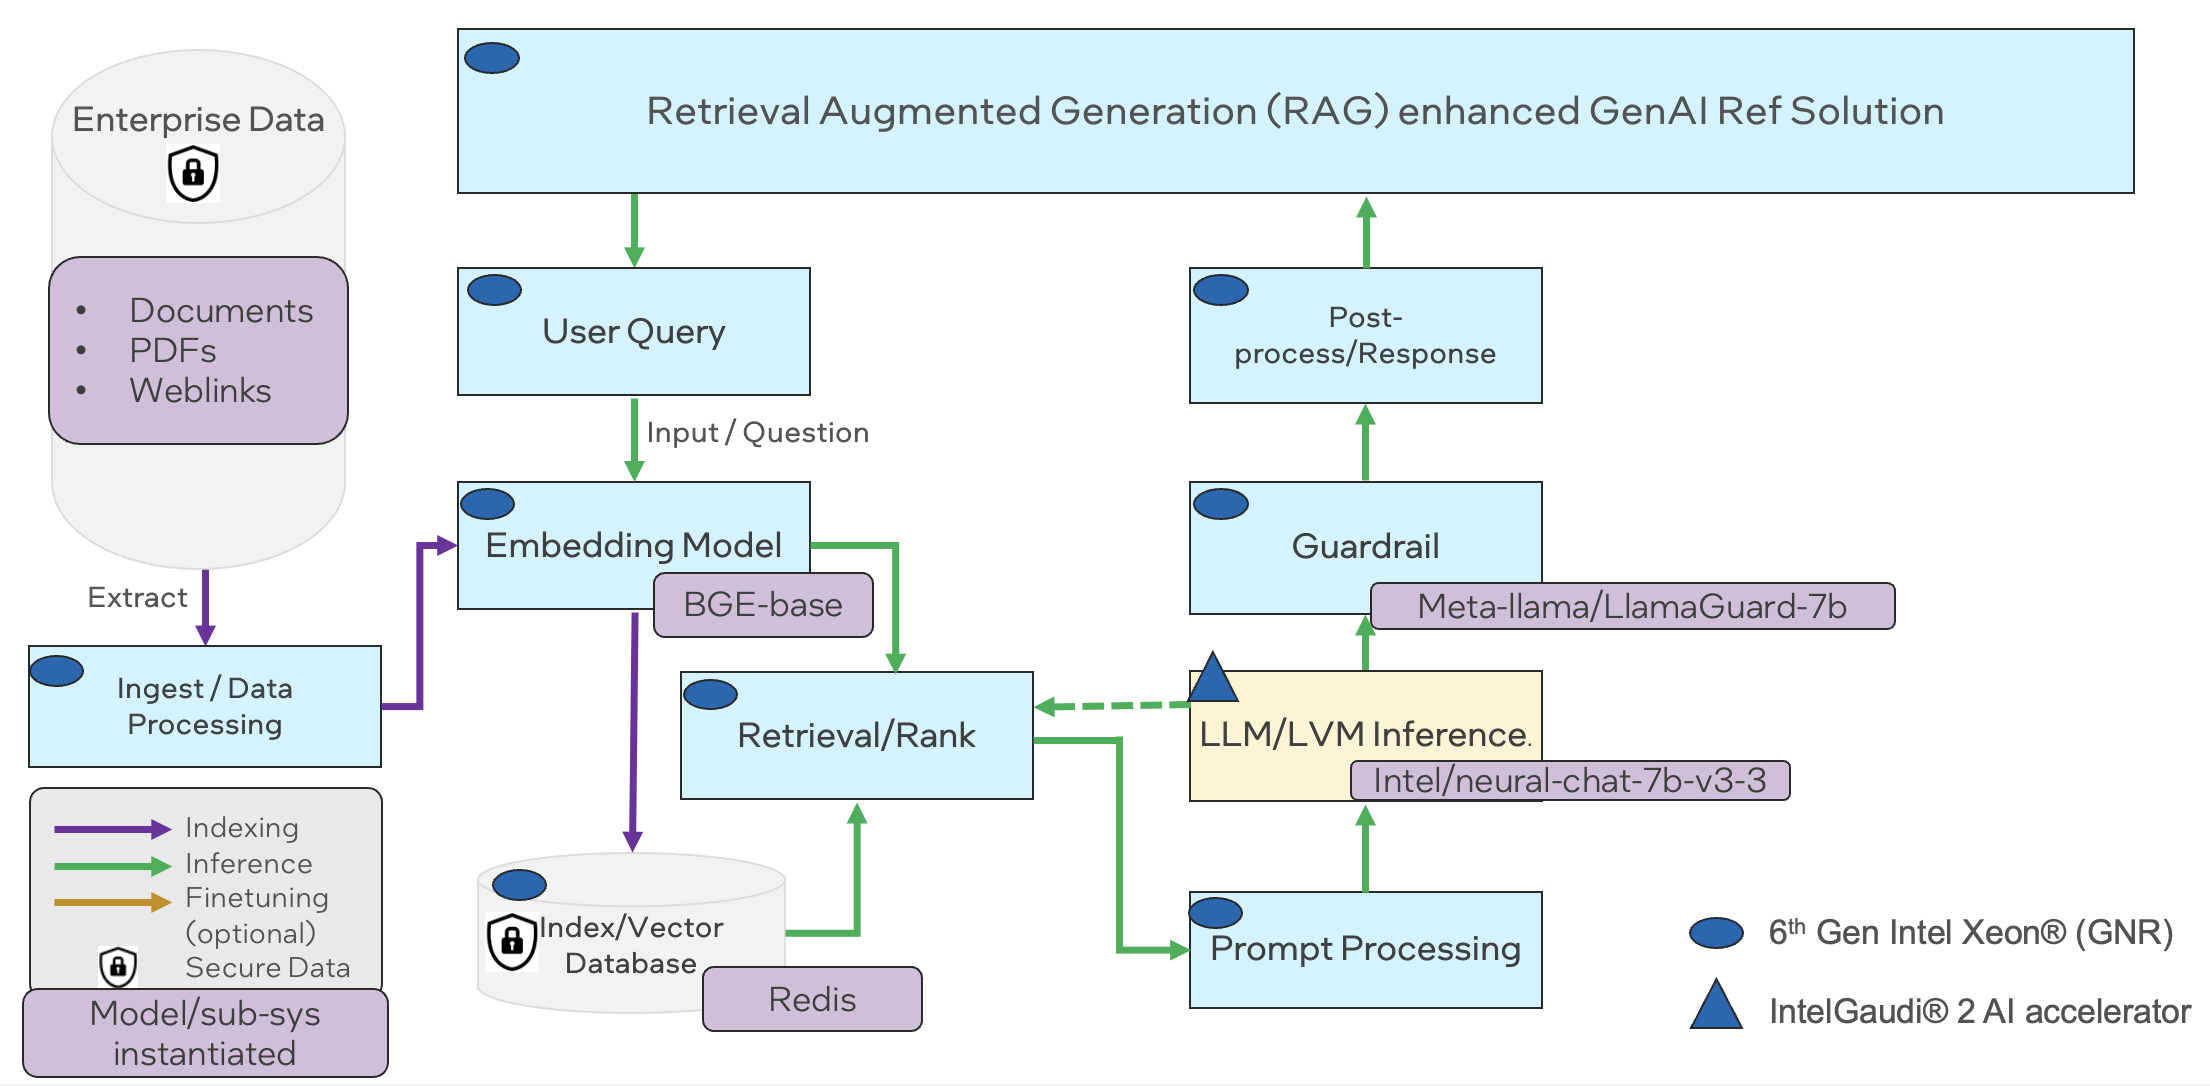 Retrieval Augmented Generation (RAG) enhanced GenAI Ref Solution
Enterprise Data
• Documents
• PDFs
• Weblinks
Extract
Ingest / Data
Processing
User Query
Input / Question
Embedding Model
BGE-base
Retrieval/Rank
Index/Vector
Database
Redis
Post-
process/Response
Guardrail
Meta-llama/LlamaGuard-7b
LLM/LVM Inference.
Intel/neural-chat-7b-v3-3
Prompt Processing
Indexing
Inference
Finetuning
(optional)
Secure Data
Model/sub-sys
instantiated
6th Gen Intel Xeon® (GNR)
IntelGaudi® 2 AI accelerator